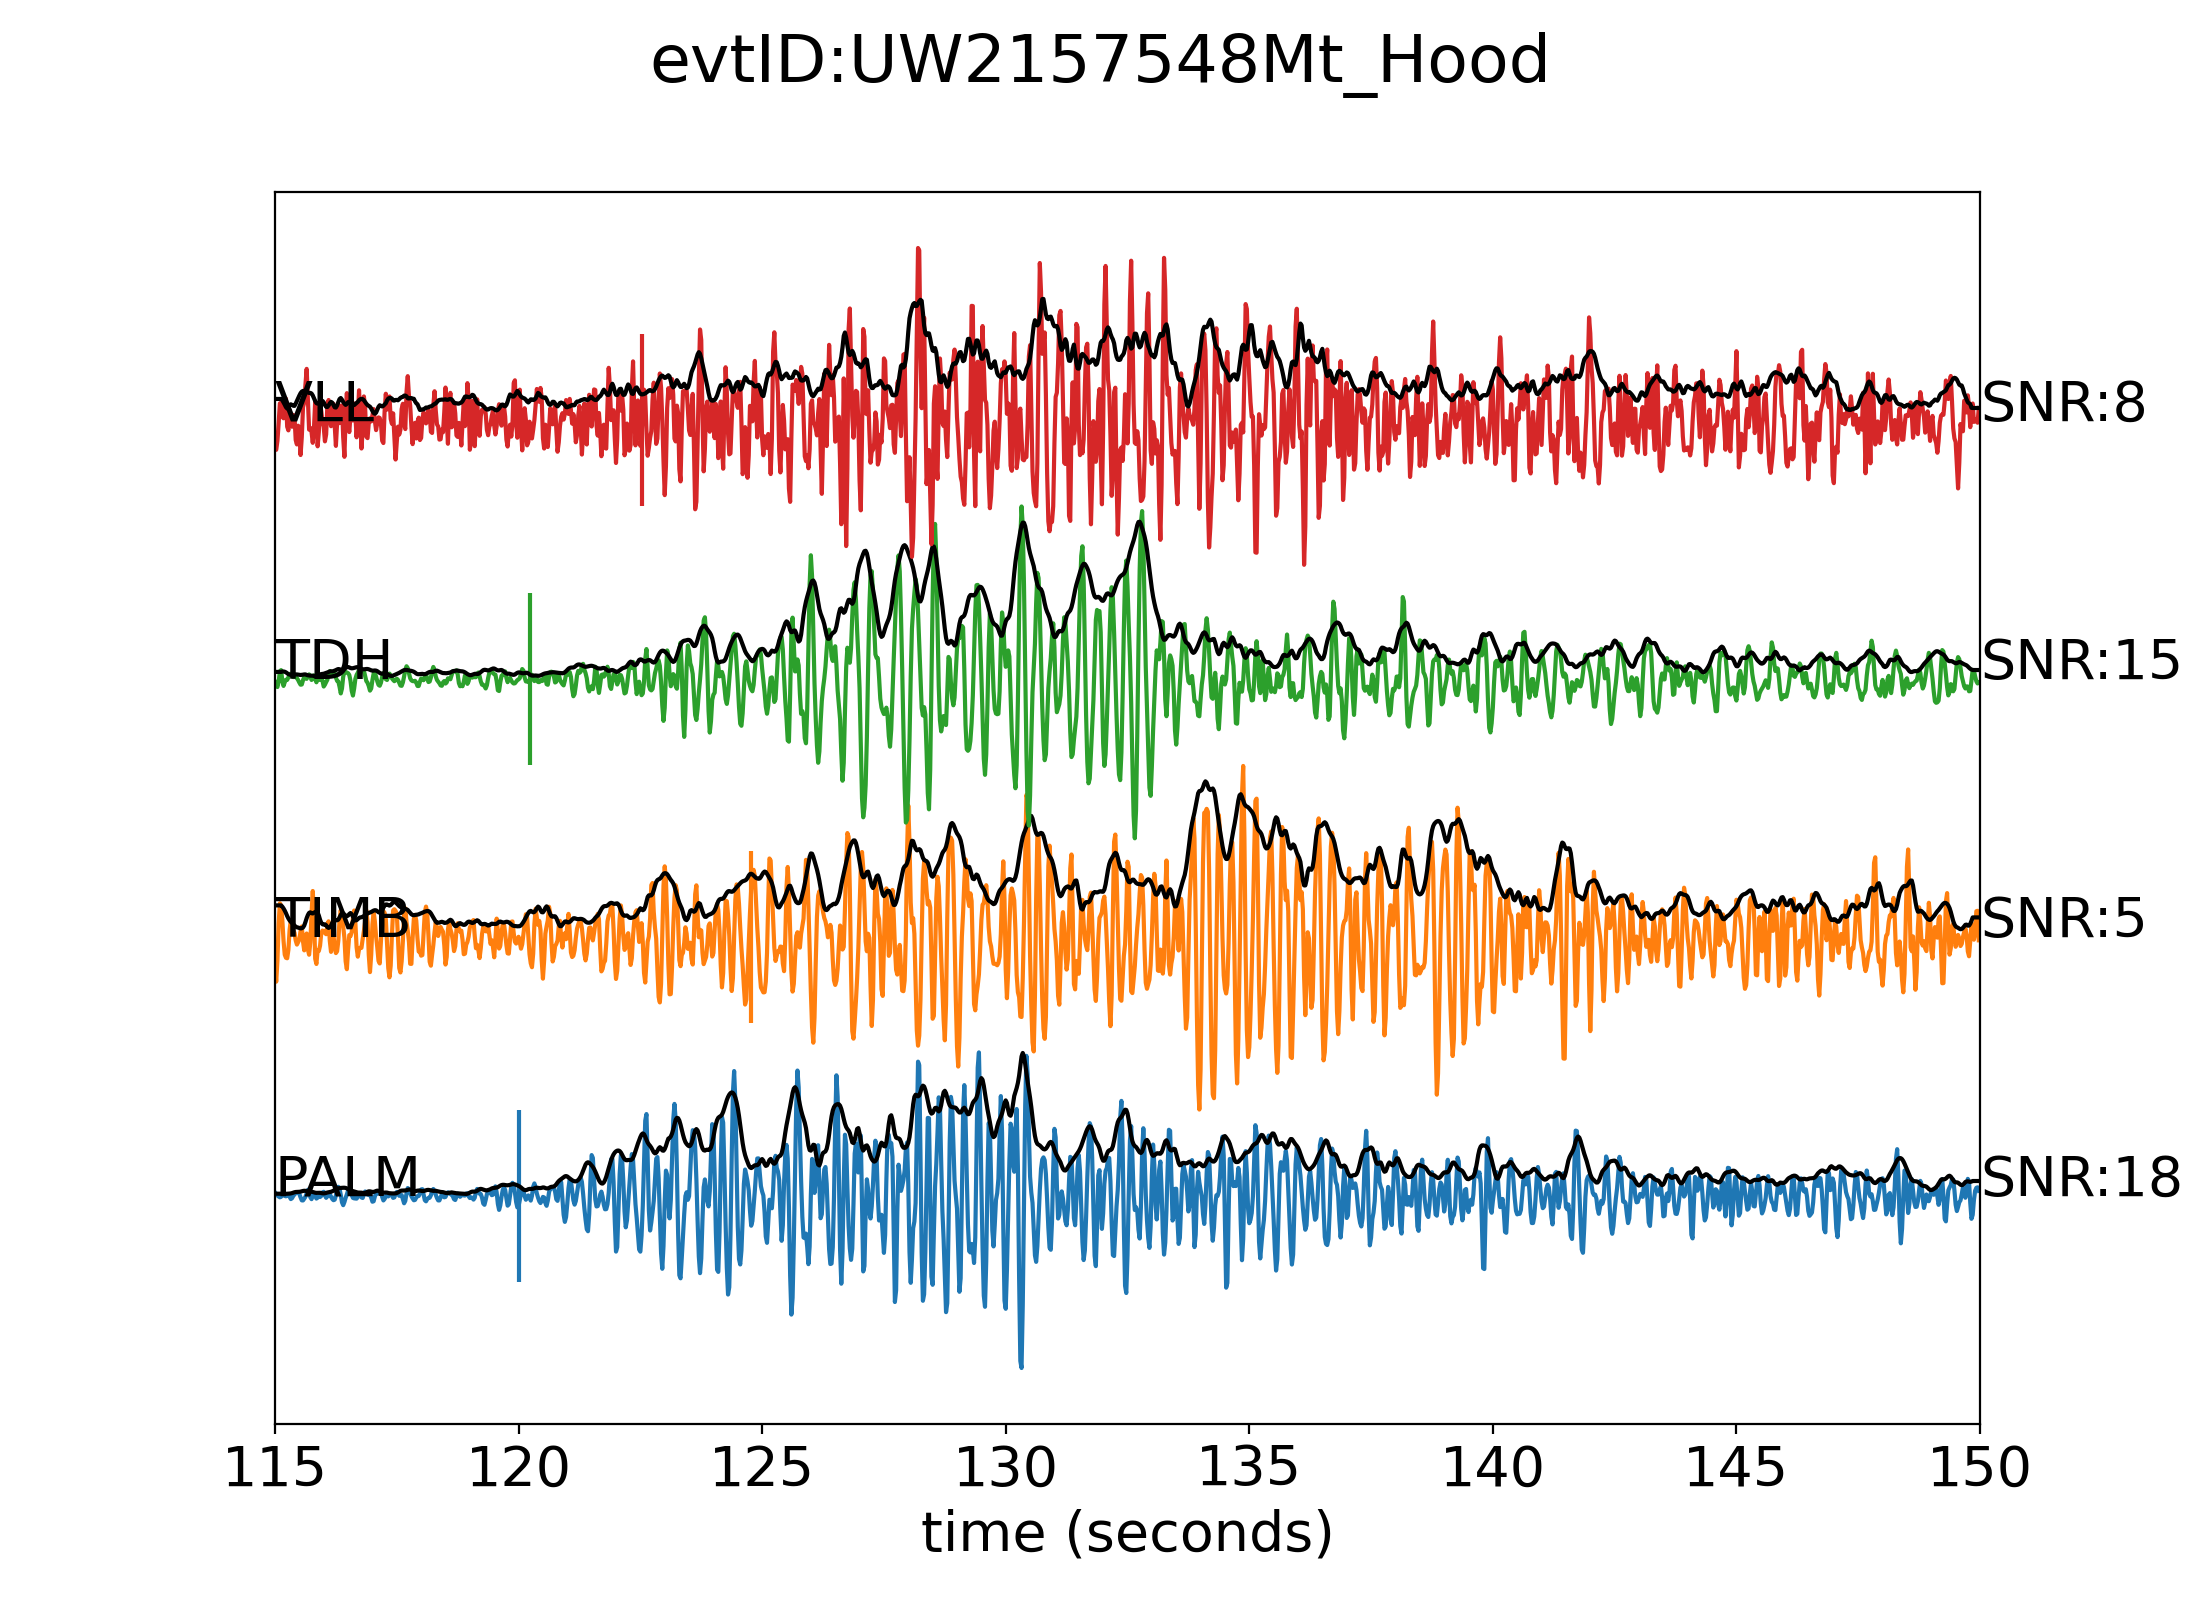 evtID:UW2157548Mt_Hood
VLL SNR:8
TDH SNR:15
TIMB SNR:5
PALM SNR:18
115 120 125 130 135 140 145 150
time (seconds)